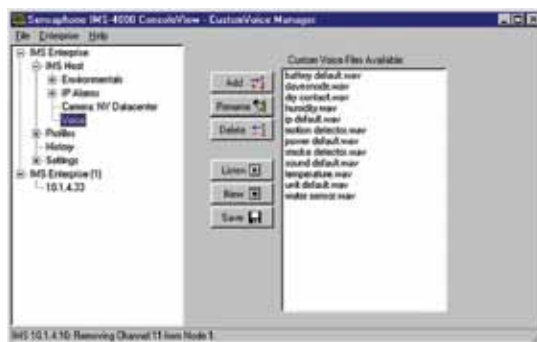 Sensaphone IMS-4000 ConsoleView - CustomVoice Manager
File Enterprise Help
IMS Enterprise
IMS Host
Environmentals
IP Alarms
Camera: NY Datacenter
Voice
Profiles
History
Settings
IMS Enterprise (1)
10.1.4.33
Add
Rename
Delete
Listen
New
Save
Custom Voice Files Available
battery default.wav
dry contact.wav
humidity.wav
ip default.wav
motion detector.wav
power default.wav
smoke detector.wav
sound default.wav
temperature.wav
unit default.wav
water sensor.wav
IMS 10.1.4.10: Removing Channel 11 from Node 1